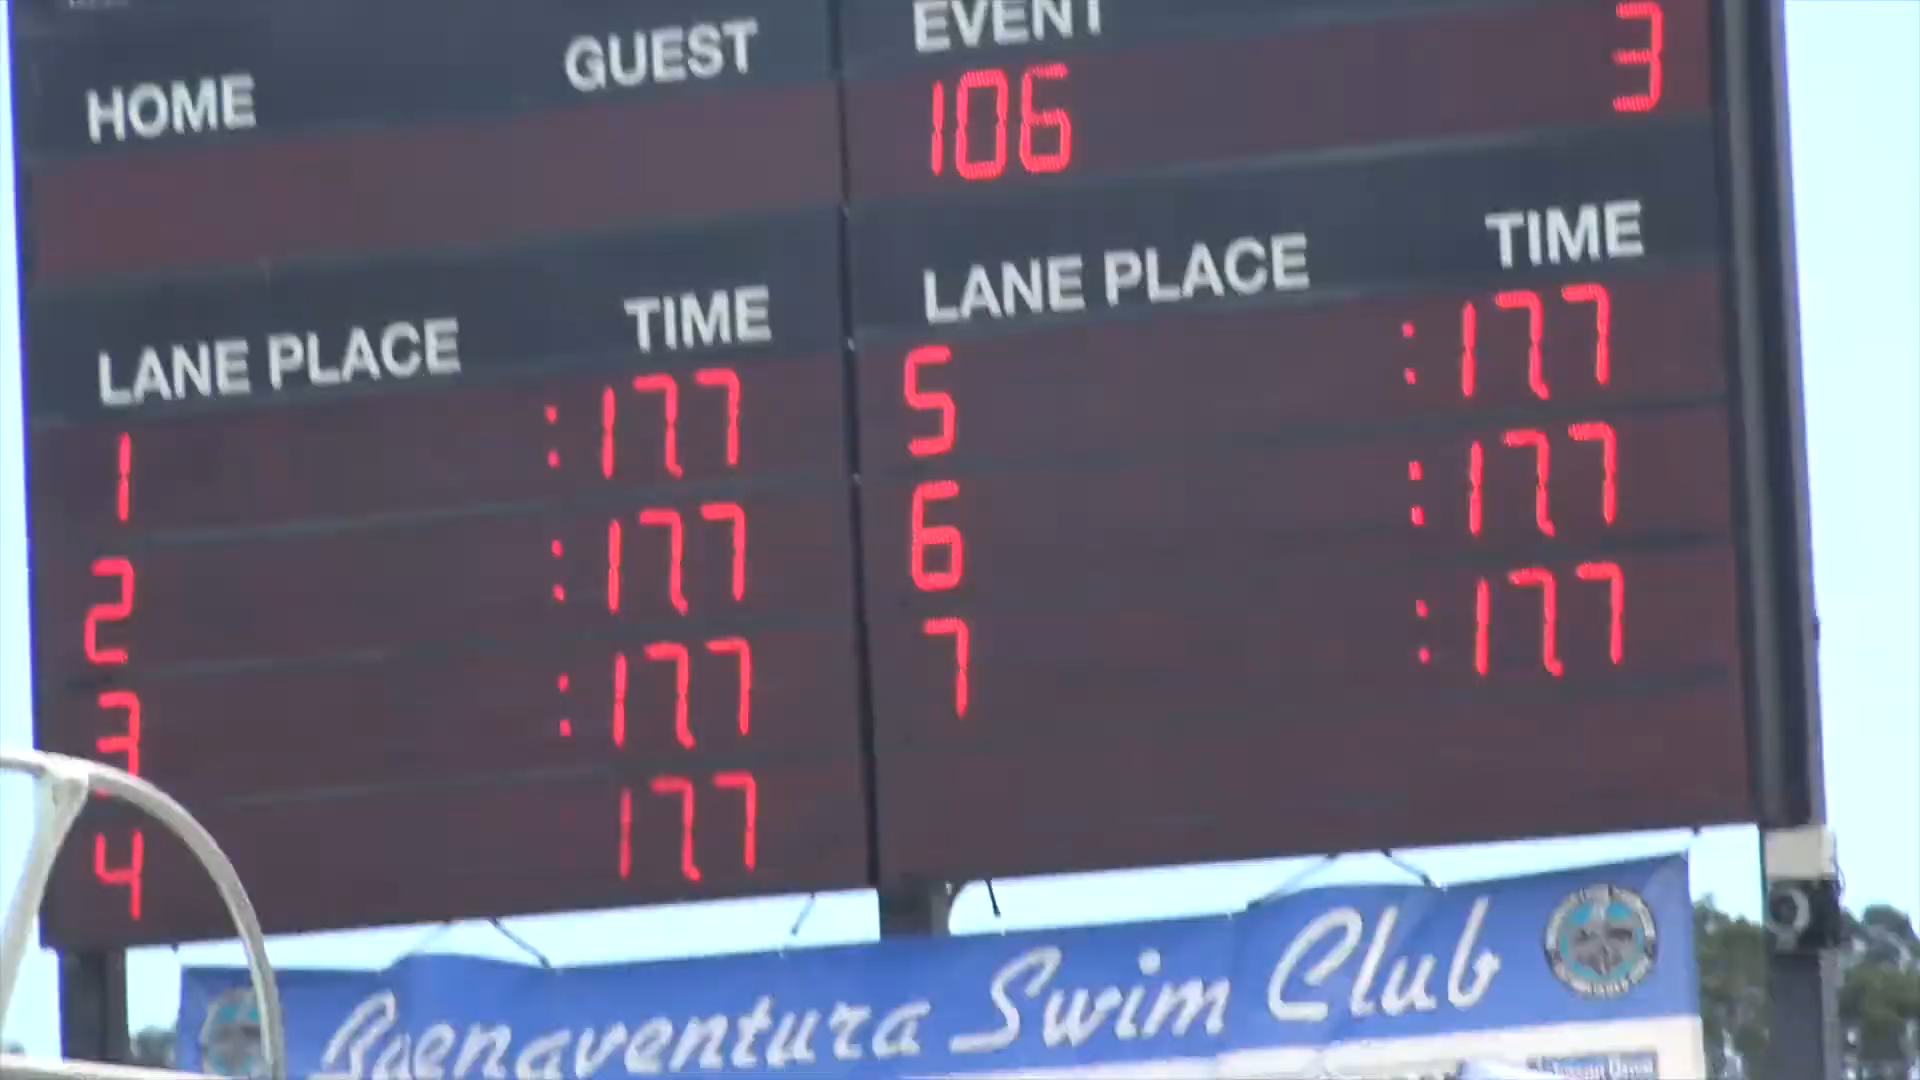 HOME GUEST
EVENT
106 3
LANE PLACE TIME
1 :177
2 :177
3 :177
4 177
LANE PLACE TIME
5 :177
6 :177
7 :177
Buenaventura Swim Club